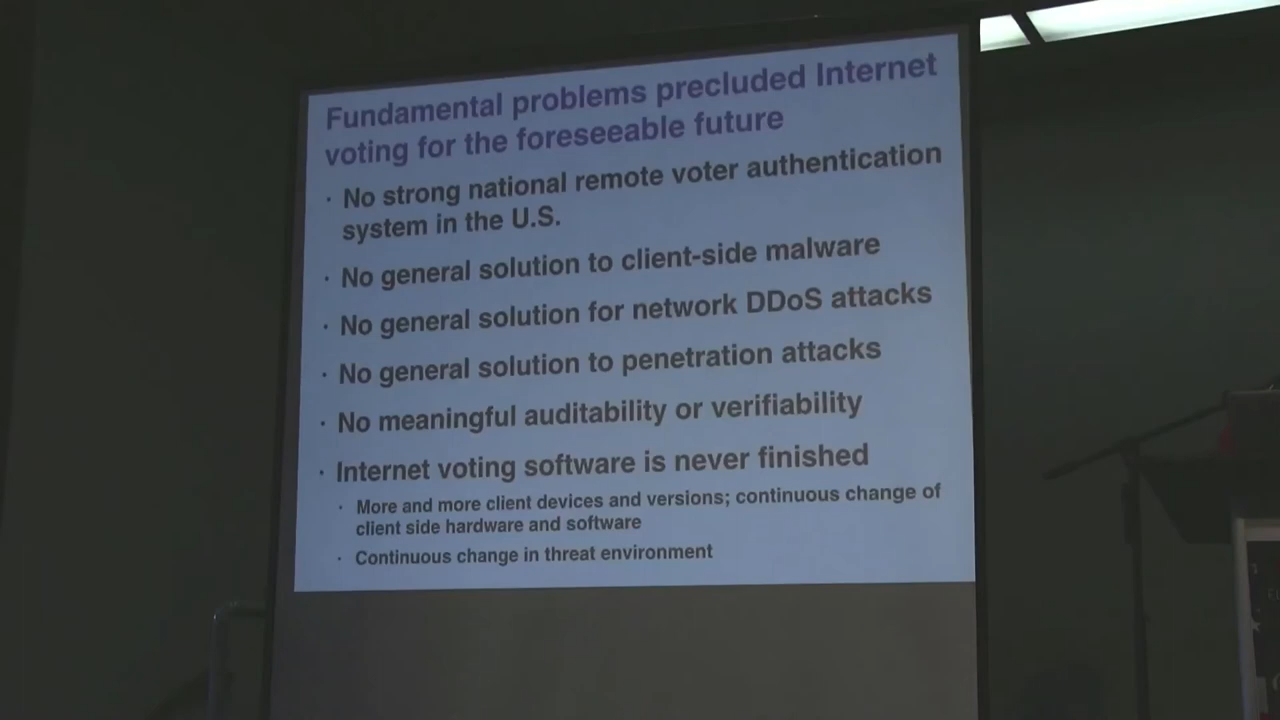 Fundamental problems precluded Internet
voting for the foreseeable future
· No strong national remote voter authentication
system in the U.S.
· No general solution to client-side malware
· No general solution for network DDoS attacks
· No general solution to penetration attacks
· No meaningful auditability or verifiability
· Internet voting software is never finished
· More and more client devices and versions; continuous change of
client side hardware and software
· Continuous change in threat environment